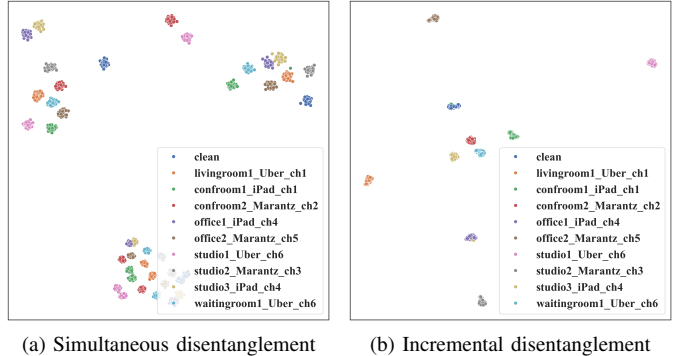 clean
livingroom1_Uber_ch1
confroom1_iPad_ch1
confroom2_Marantz_ch2
office1_iPad_ch4
office2_Marantz_ch5
studio1_Uber_ch6
studio2_Marantz_ch3
studio3_iPad_ch4
waitingroom1_Uber_ch6
clean
livingroom1_Uber_ch1
confroom1_iPad_ch1
confroom2_Marantz_ch2
office1_iPad_ch4
office2_Marantz_ch5
studio1_Uber_ch6
studio2_Marantz_ch3
studio3_iPad_ch4
waitingroom1_Uber_ch6
(a) Simultaneous disentanglement
(b) Incremental disentanglement